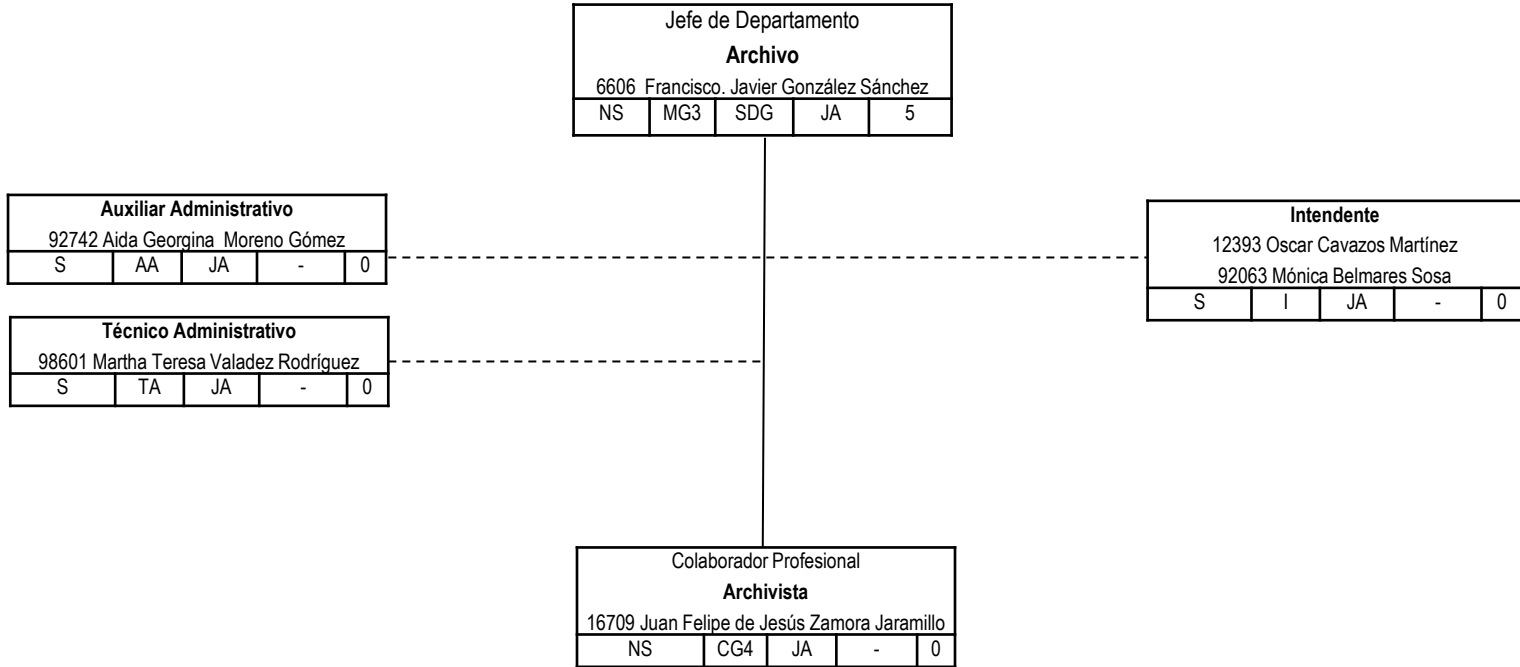 Jefe de Departamento
Archivo
6606 Francisco. Javier González Sánchez
NS MG3 SDG JA 5
Auxiliar Administrativo
92742 Aida Georgina Moreno Gómez
S AA JA - 0
Intendente
12393 Oscar Cavazos Martínez
92063 Mónica Belmares Sosa
S I JA - 0
Técnico Administrativo
98601 Martha Teresa Valadez Rodríguez
S TA JA - 0
Colaborador Profesional
Archivista
16709 Juan Felipe de Jesús Zamora Jaramillo
NS CG4 JA - 0